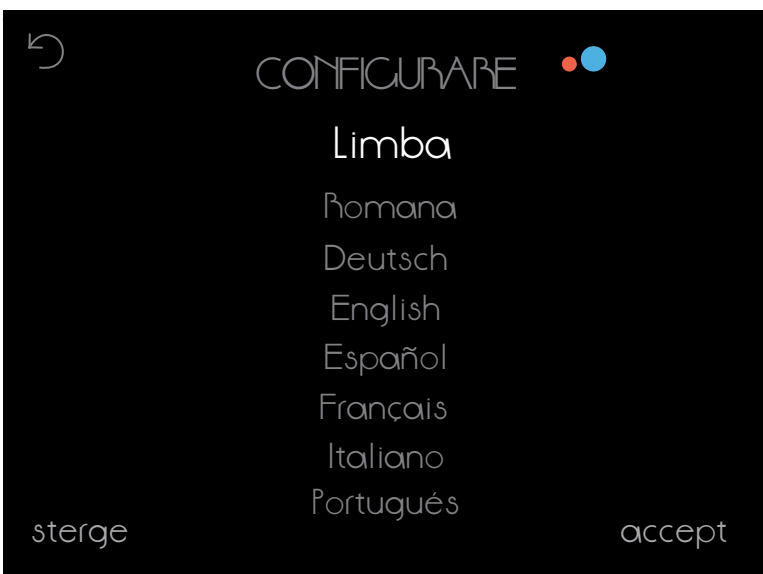 CONFIGURARE
Limba
Romana
Deutsch
English
Español
Français
Italiano
Portugués
sterge
accept